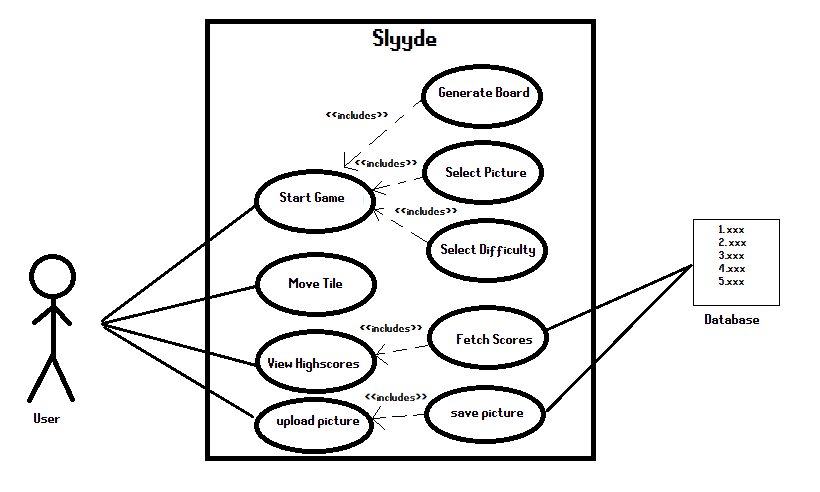 Slyyde
Generate Board
<<includes>>
<<includes>>
Select Picture
Start Game
<<includes>>
Select Difficulty
1.xxx
2.xxx
3.xxx
4.xxx
5.xxx
Database
Move Tile
<<includes>>
Fetch Scores
View Highscores
<<includes>>
upload picture
save picture
User